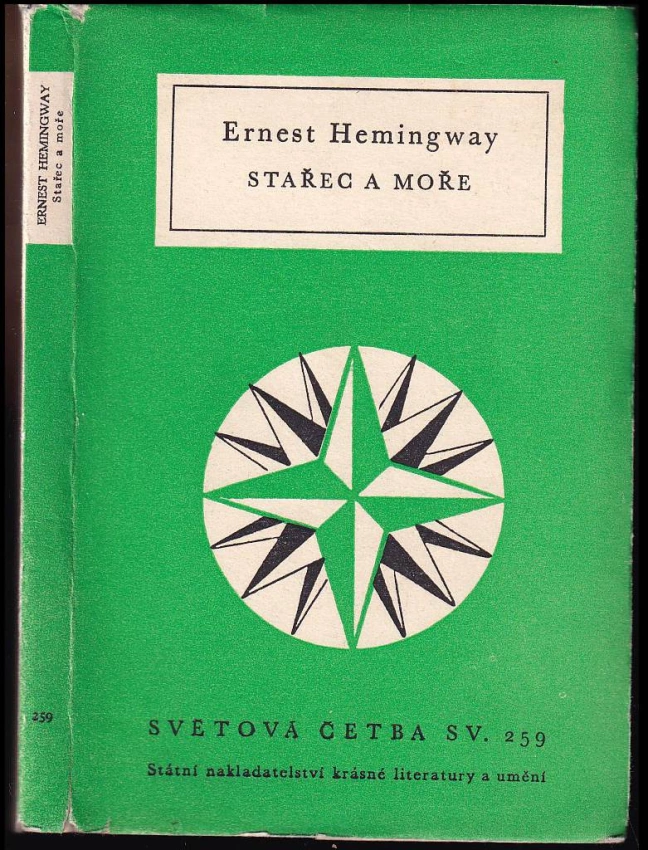 ERNEST HEMINGWAY
Stařec a moře
259
Ernest Hemingway
STAŘEC A MOŘE
SVĚTOVÁ ČETBA SV. 259
Státní nakladatelství krásné literatury a umění